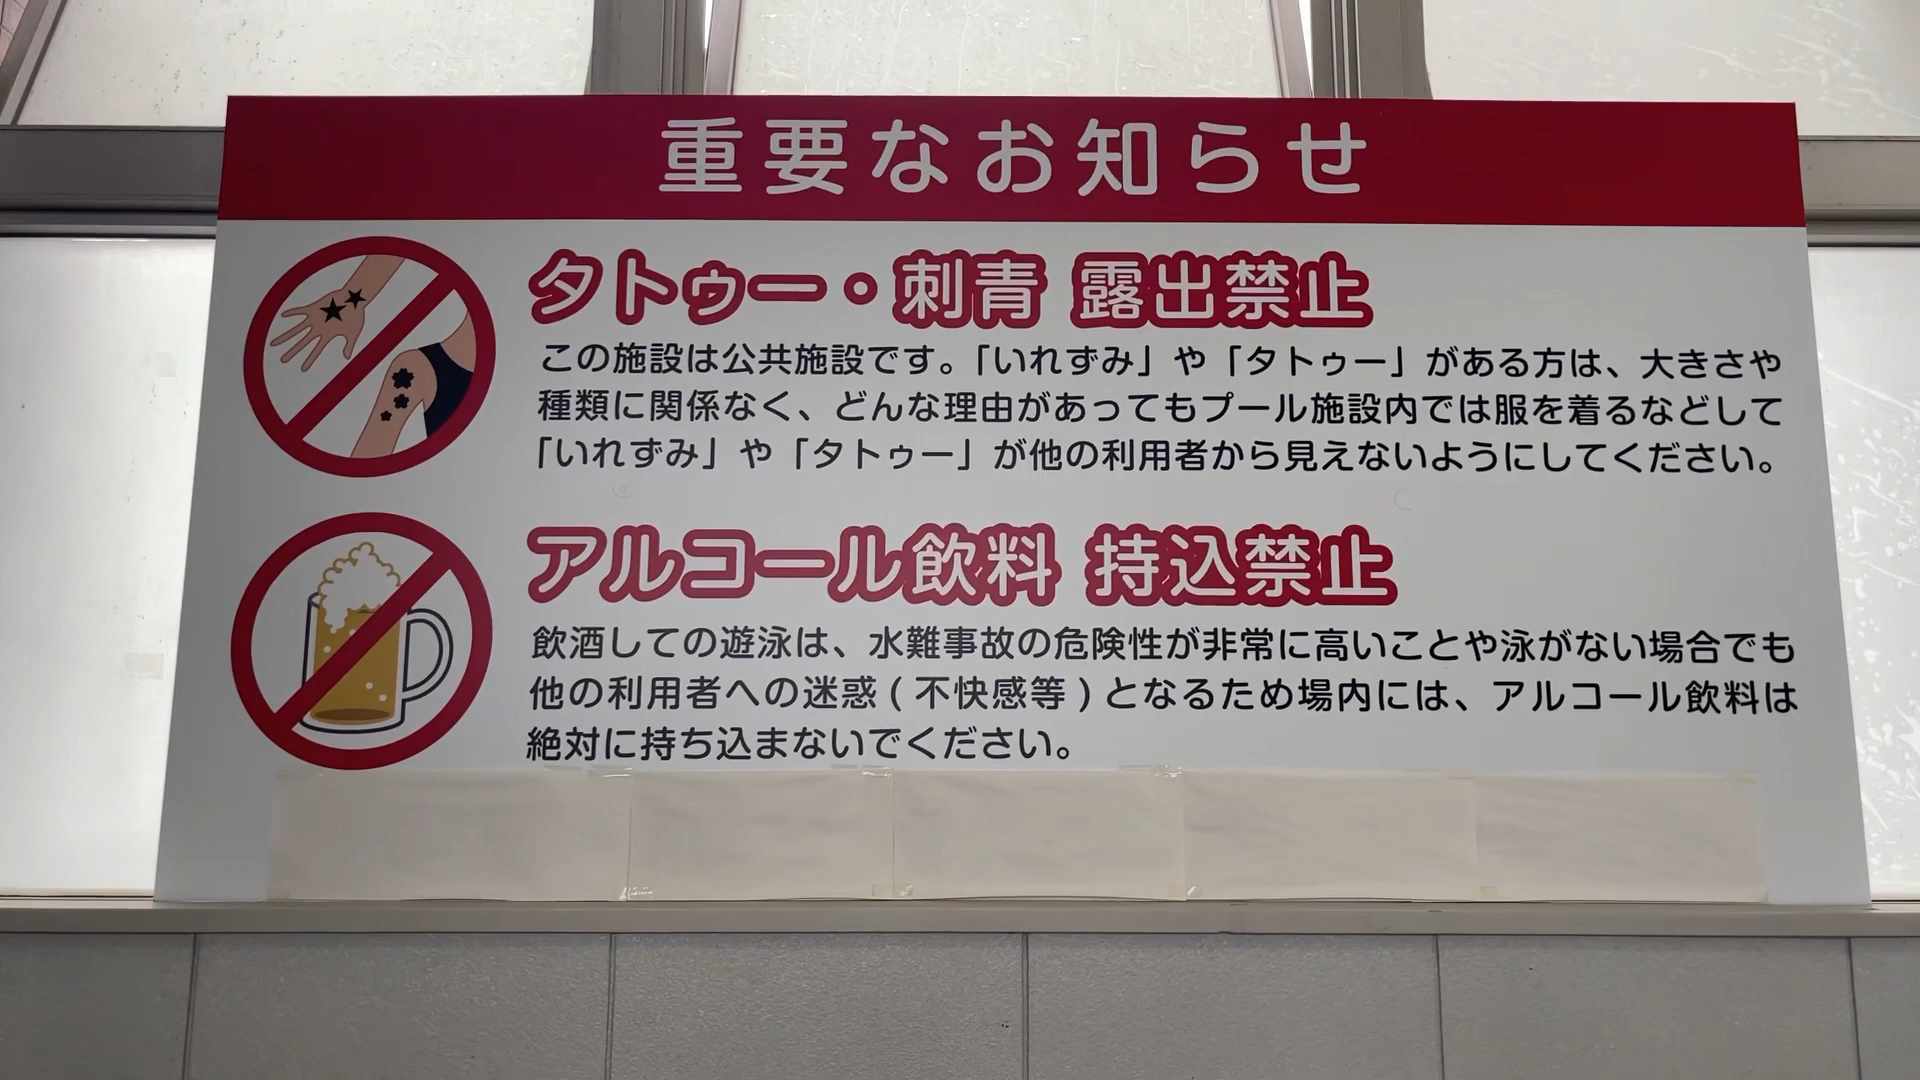 重要なお知らせ
タトゥー・刺青 露出禁止
この施設は公共施設です。「いれずみ」や「タトゥー」がある方は、大きさや
種類に関係なく、どんな理由があってもプール施設内では服を着るなどして
「いれずみ」や「タトゥー」が他の利用者から見えないようにしてください。
アルコール飲料 持込禁止
飲酒しての遊泳は、水難事故の危険性が非常に高いことや泳がない場合でも
他の利用者への迷惑(不快感等)となるため場内には、アルコール飲料は
絶対に持ち込まないでください。